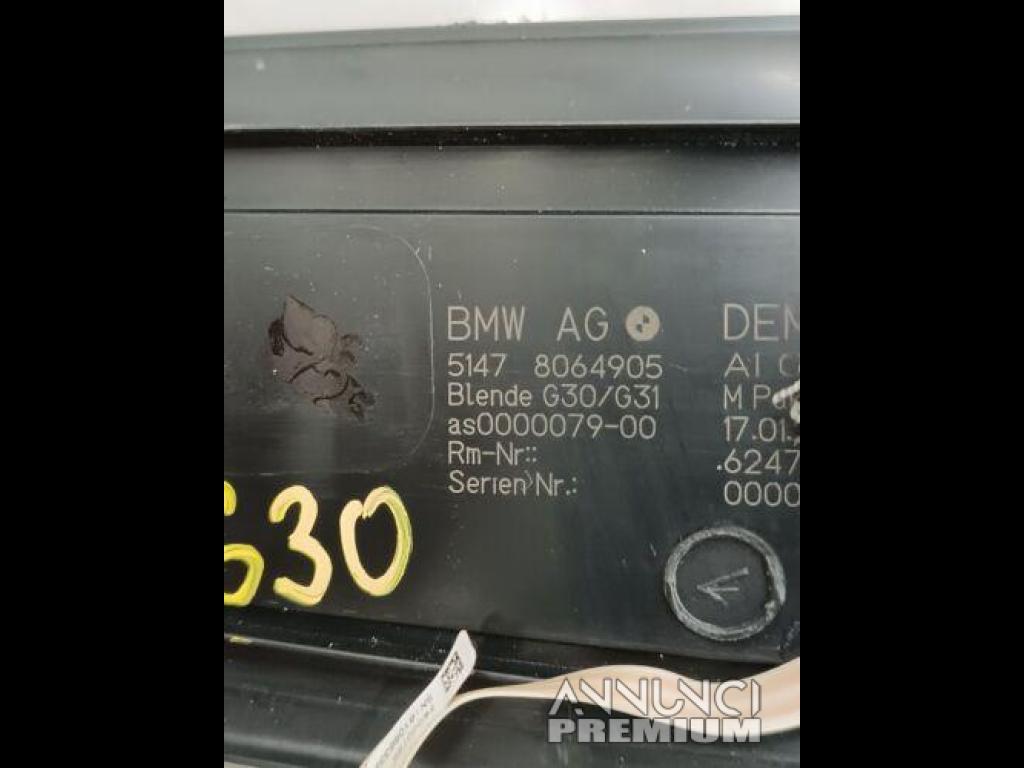 BMW AG
5147 8064905
Blende G30/G31
as0000079-00
Rm-Nr::
Serien>Nr.:
DEM
AI
M P
17.01.
.6247
0000
G30
ANNUNCI
PREMIUM